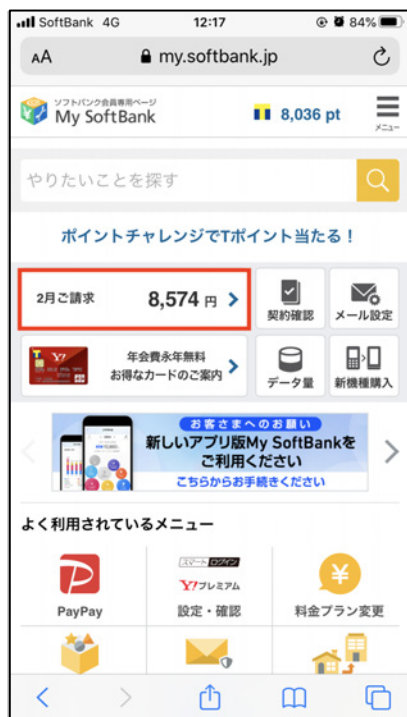 SoftBank 4G 12:17 84%
AA my.softbank.jp
ソフトバンク会員専用ページ
My SoftBank
8,036 pt
メニュー
やりたいことを探す
ポイントチャレンジでTポイント当たる！
2月ご請求 8,574 円
契約確認
メール設定
T Y!
年会費永年無料
お得なカードのご案内
データ量
新機種購入
お客さまへのお願い
新しいアプリ版My SoftBankを
ご利用ください
こちらからお手続きください
よく利用されているメニュー
PayPay
スマートログイン
Y!プレミアム
設定・確認
料金プラン変更